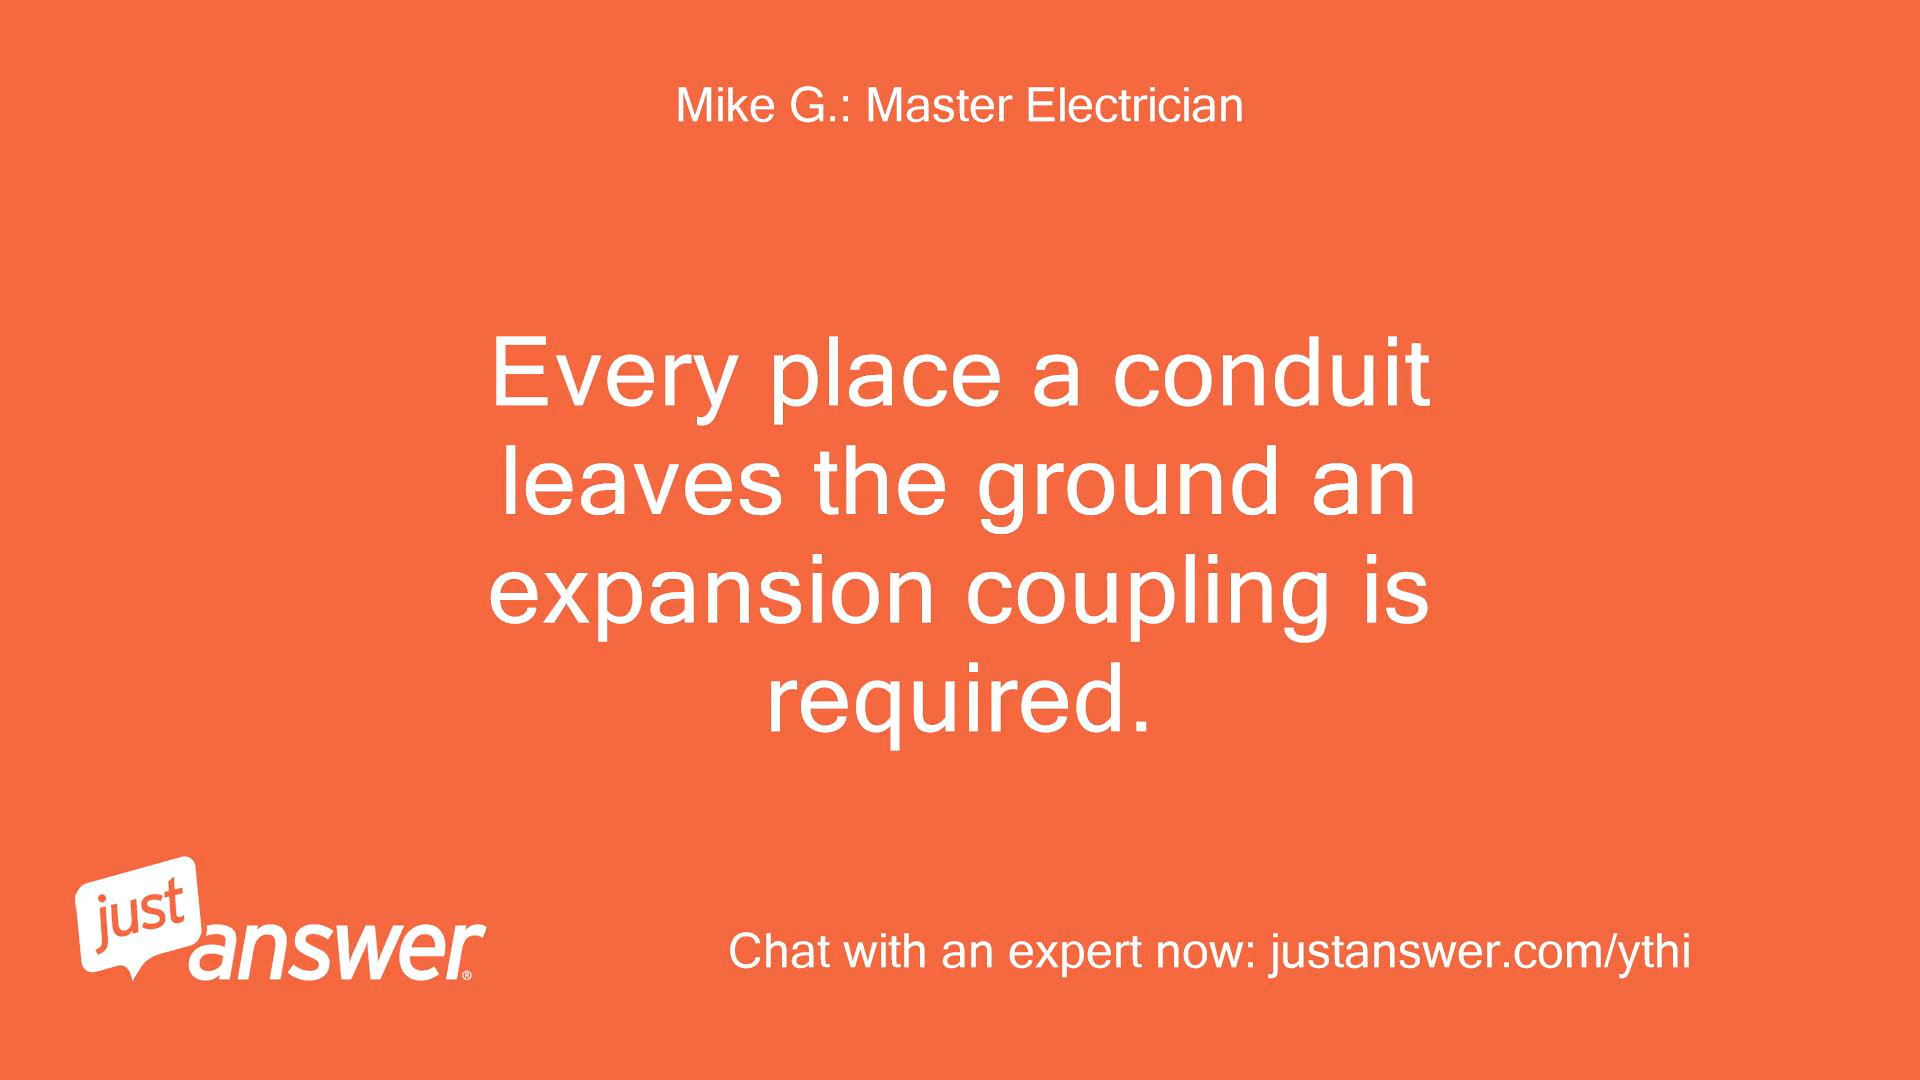 Mike G.: Master Electrician
Every place a conduit
leaves the ground an
expansion coupling is
required.
just
answer®
Chat with an expert now: justanswer.com/ythi